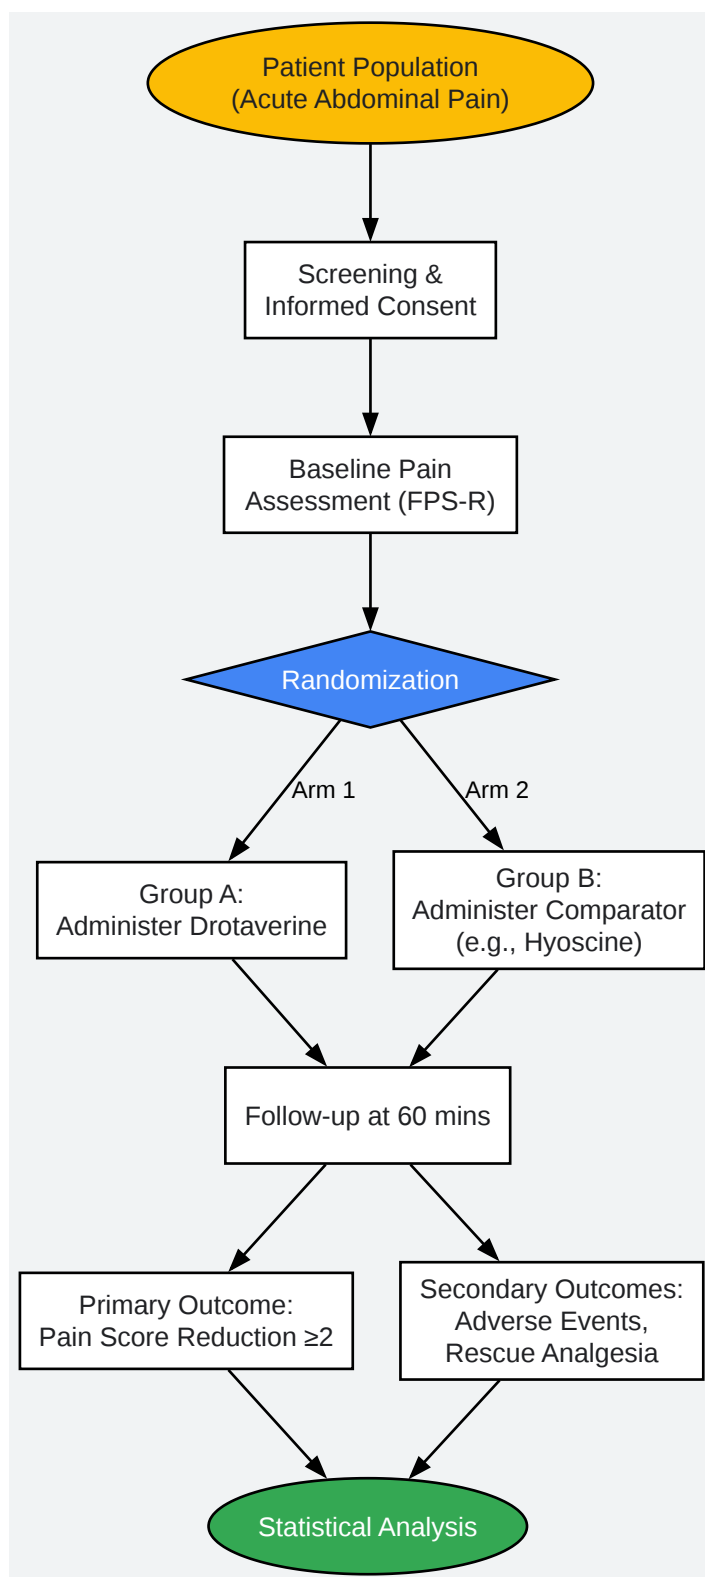 Patient Population
(Acute Abdominal Pain)
Screening &
Informed Consent
Baseline Pain
Assessment (FPS-R)
Randomization
Arm 1
Arm 2
Group A:
Administer Drotaverine
Group B:
Administer Comparator
(e.g., Hyoscine)
Follow-up at 60 mins
Primary Outcome:
Pain Score Reduction ≥2
Secondary Outcomes:
Adverse Events,
Rescue Analgesia
Statistical Analysis